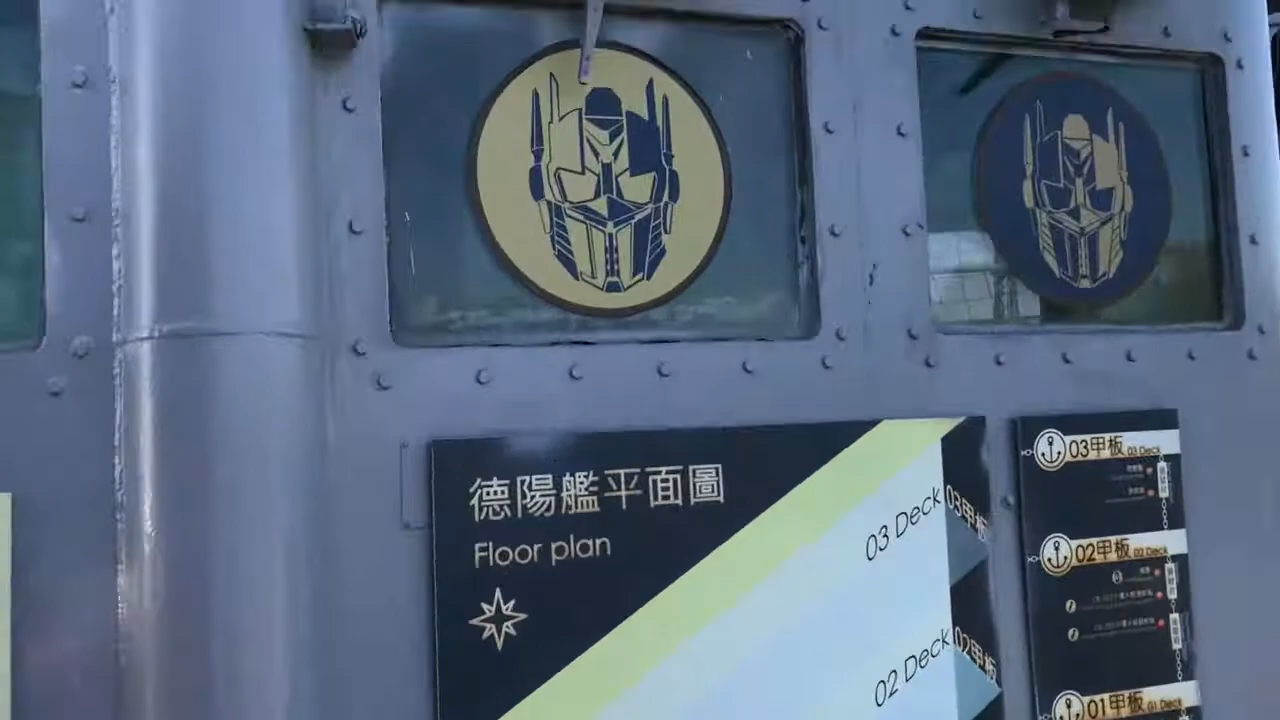 德陽艦平面圖
Floor plan
03 Deck
03甲板
02 Deck
02甲板
03甲板 03 Deck
02甲板 02 Deck
01甲板 01 Deck